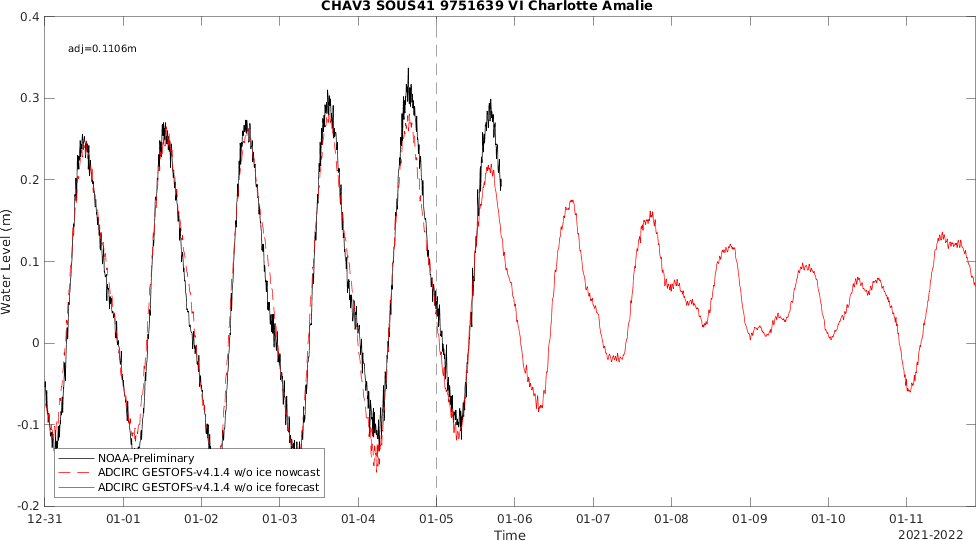 CHAV3 SOUS41 9751639 VI Charlotte Amalie
adj=0.1106m
0.4
0.3
0.2
0.1
0
-0.1
-0.2
Water Level (m)
NOAA-Preliminary
ADCIRC GESTOFS-v4.1.4 w/o ice nowcast
ADCIRC GESTOFS-v4.1.4 w/o ice forecast
12-31 01-01 01-02 01-03 01-04 01-05 01-06 01-07 01-08 01-09 01-10 01-11
Time
2021-2022